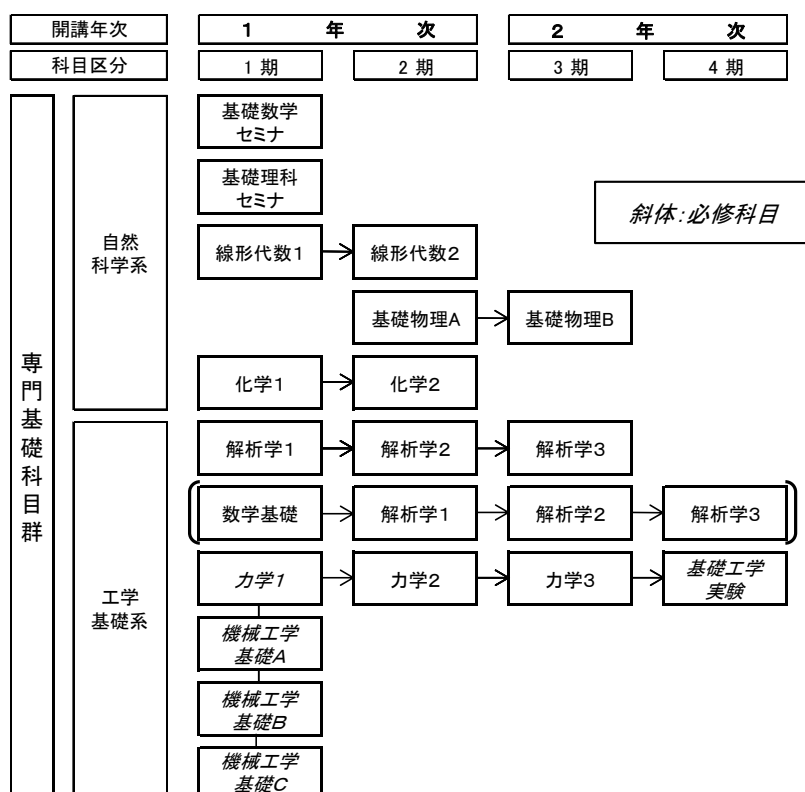 開講年次
1 年 次
2 年 次
科目区分
1 期
2 期
3 期
4 期
専門基礎科目群
自然
科学系
基礎数学
セミナ
基礎理科
セミナ
斜体:必修科目
線形代数1
線形代数2
基礎物理A
基礎物理B
化学1
化学2
工学
基礎系
解析学1
解析学2
解析学3
数学基礎
解析学1
解析学2
解析学3
力学1
力学2
力学3
基礎工学
実験
機械工学
基礎A
機械工学
基礎B
機械工学
基礎C